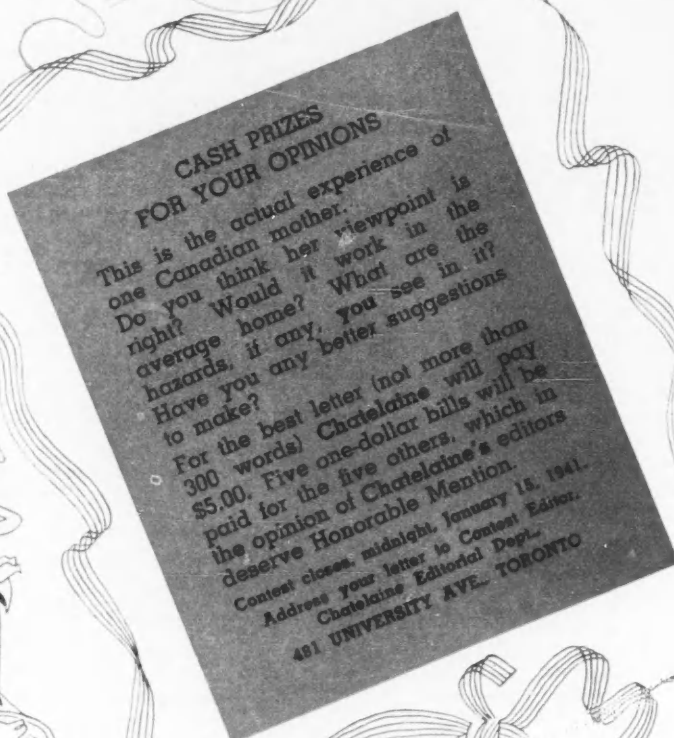 CASH PRIZES
FOR YOUR OPINIONS
This is the actual experience of
one Canadian mother.
Do you think her viewpoint is
right? Would it work in the
average home? What are the
hazards, if any, you see in it?
Have you any better suggestions
to make?
For the best letter (not more than
300 words) Chatelaine will pay
$5.00. Five one-dollar bills will be
paid for the five others, which in
the opinion of Chatelaine's editors
deserve Honorable Mention.
Contest closes, midnight, January 15, 1941.
Address your letter to Contest Editor,
Chatelaine Editorial Dept.,
481 UNIVERSITY AVE., TORONTO